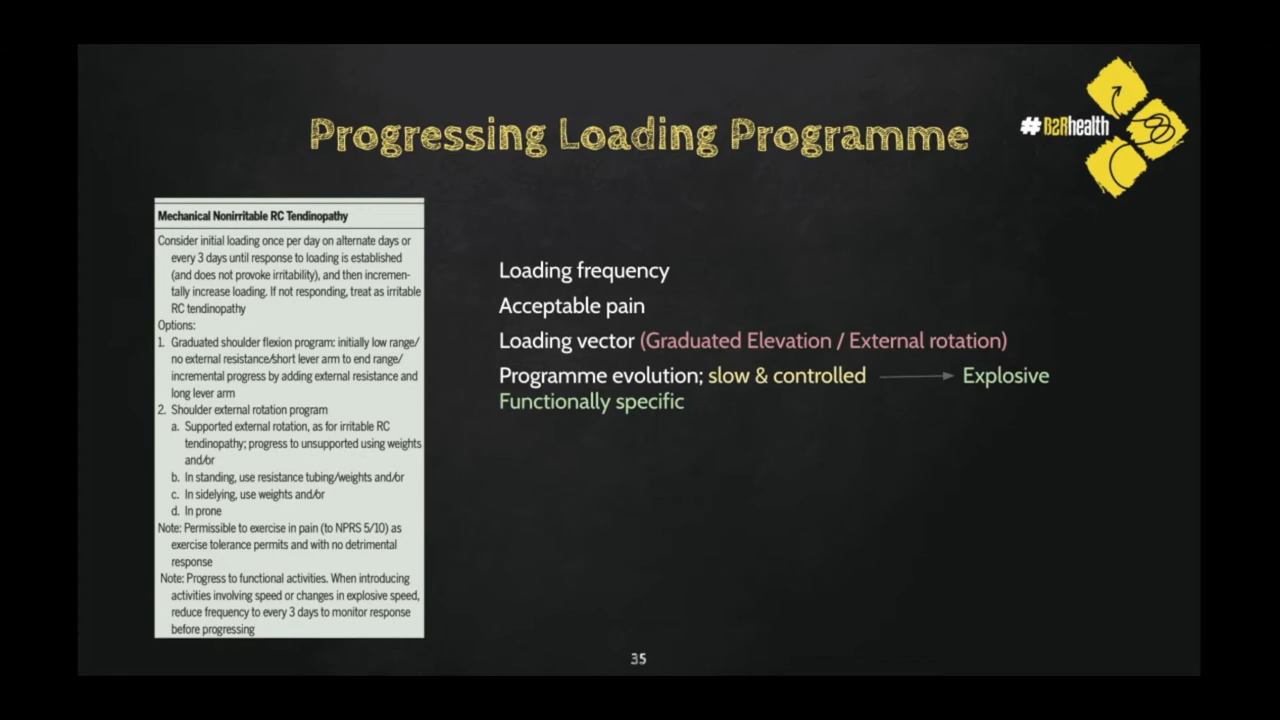 Progressing Loading Programme
#B2Rhealth
Mechanical Nonirritable RC Tendinopathy
Consider initial loading once per day on alternate days or
every 3 days until response to loading is established
(and does not provoke irritability), and then incremen-
tally increase loading. If not responding, treat as irritable
RC tendinopathy
Options:
1. Graduated shoulder flexion program: initially low range/
no external resistance/short lever arm to end range/
incremental progress by adding external resistance and
long lever arm
2. Shoulder external rotation program
a. Supported external rotation, as for irritable RC
tendinopathy; progress to unsupported using weights
and/or
b. In standing, use resistance tubing/weights and/or
c. In sidelying, use weights and/or
d. In prone
Note: Permissible to exercise in pain (to NPRS 5/10) as
exercise tolerance permits and with no detrimental
response
Note: Progress to functional activities. When introducing
activities involving speed or changes in explosive speed,
reduce frequency to every 3 days to monitor response
before progressing
Loading frequency
Acceptable pain
Loading vector (Graduated Elevation / External rotation)
Programme evolution; slow & controlled Explosive
Functionally specific
35